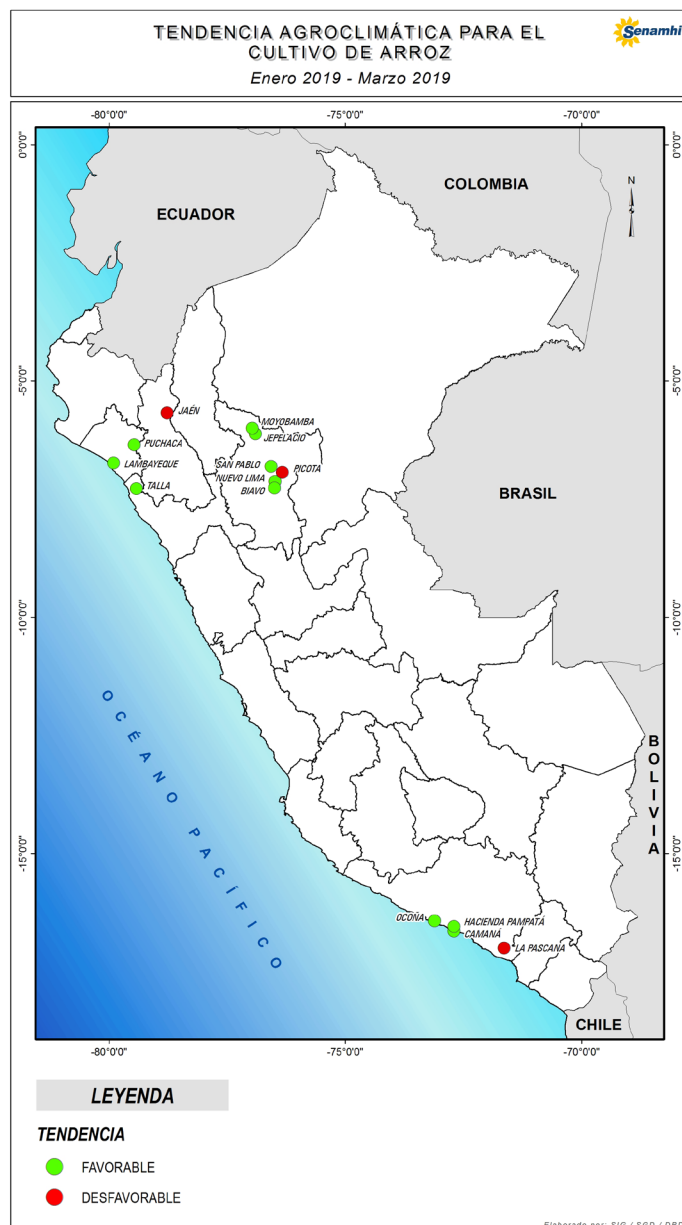 TENDENCIA AGROCLIMÁTICA PARA EL
CULTIVO DE ARROZ
Enero 2019 - Marzo 2019
Senamhi
-80°0'0"
-75°0'0"
-70°0'0"
0°0'0"
0°0'0"
COLOMBIA
N
ECUADOR
-5°0'0"
-5°0'0"
JAÉN
MOYOBAMBA
JEPELACIO
PUCHACA
LAMBAYEQUE
SAN PABLO
PICOTA
NUEVO LIMA
TALLA
BIAVO
BRASIL
-10°0'0"
-10°0'0"
OCÉANO PACÍFICO
BOLIVIA
-15°0'0"
-15°0'0"
OCOÑA
HACIENDA PAMPATÁ
CAMANÁ
LA PASCANA
CHILE
-80°0'0"
-75°0'0"
-70°0'0"
LEYENDA
TENDENCIA
FAVORABLE
DESFAVORABLE